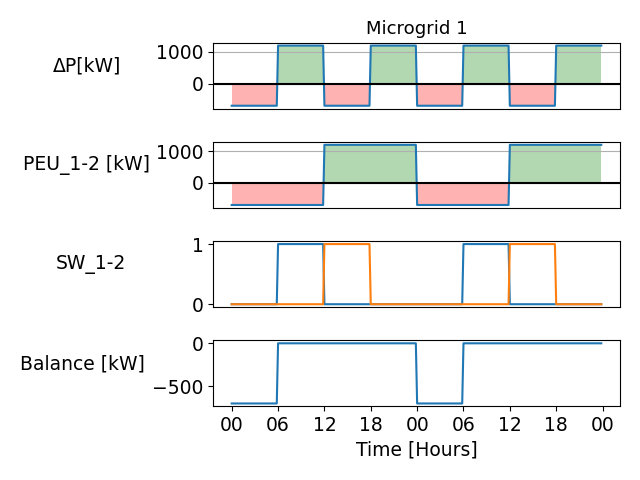 Microgrid 1
ΔP[kW]
1000
0
PEU_1-2 [kW]
1000
0
SW_1-2
1
0
Balance [kW]
0
−500
00 06 12 18 00 06 12 18 00
Time [Hours]